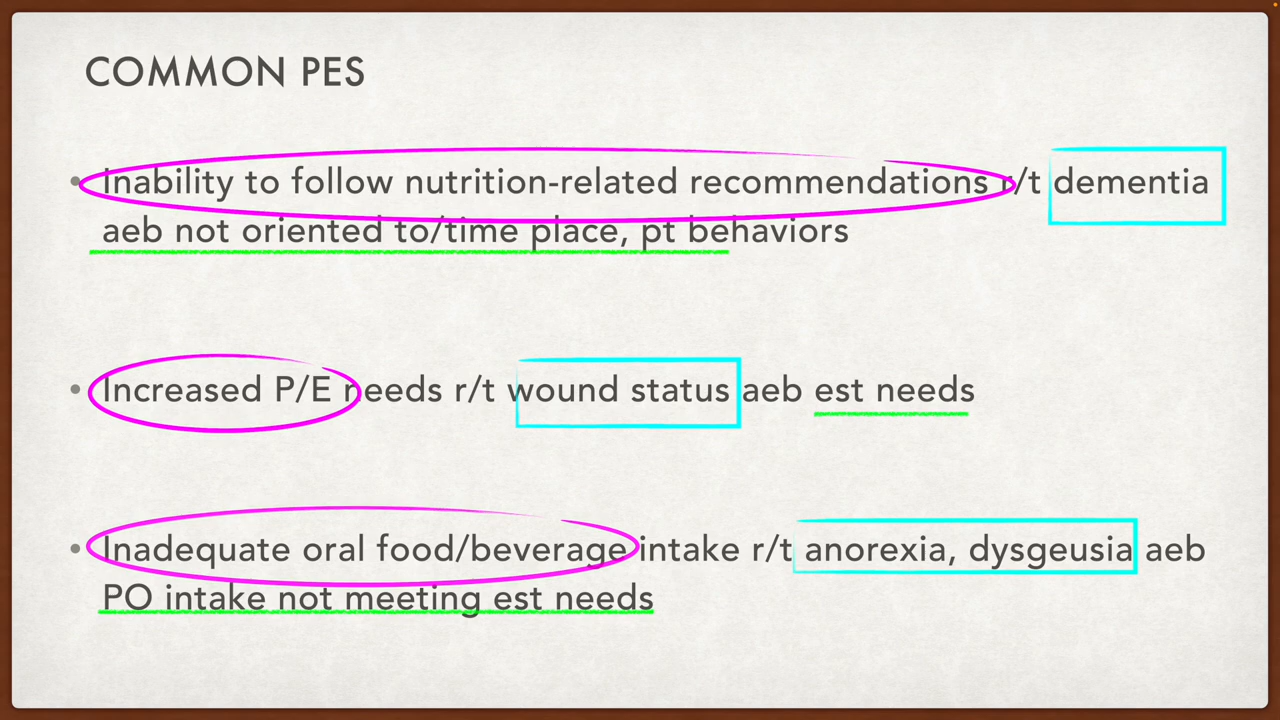 COMMON PES
• Inability to follow nutrition-related recommendations r/t dementia
aeb not oriented to/time place, pt behaviors
• Increased P/E needs r/t wound status aeb est needs
• Inadequate oral food/beverage intake r/t anorexia, dysgeusia aeb
PO intake not meeting est needs